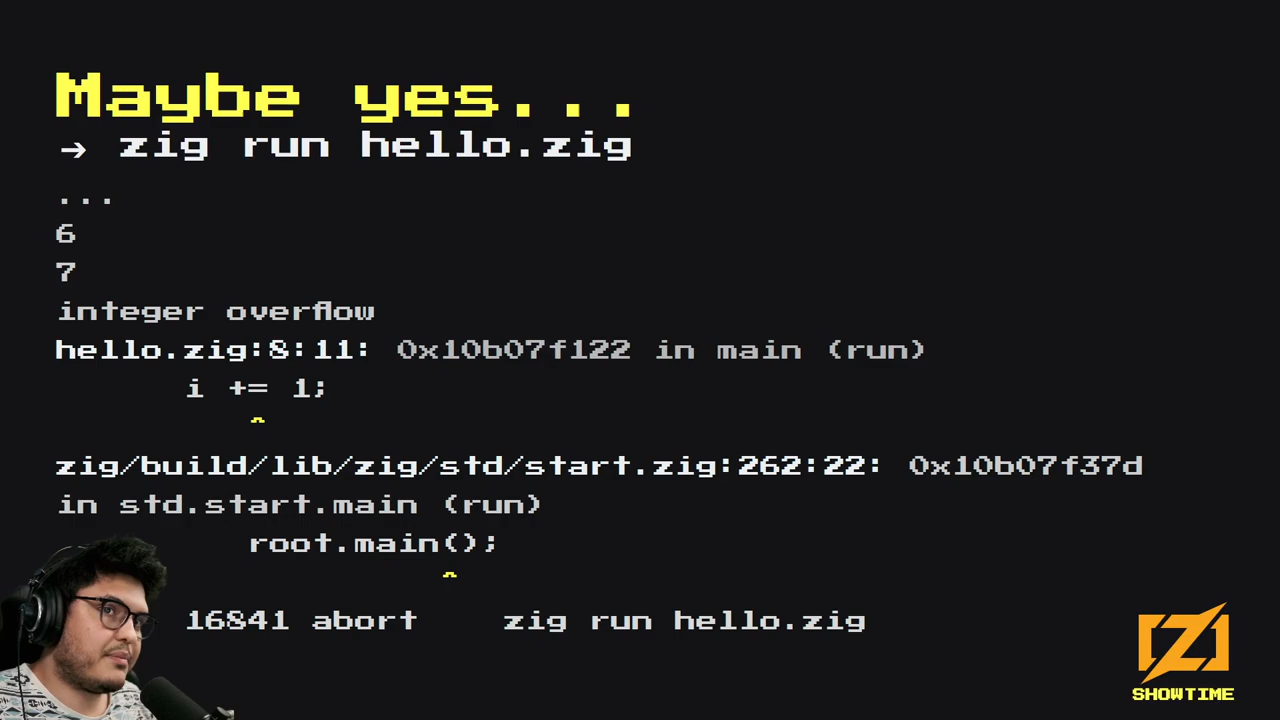 Maybe yes...
→ zig run hello.zig
...
6
7
integer overflow
hello.zig:8:11: 0x10b07f122 in main (run)
i += 1;
^
zig/build/lib/zig/std/start.zig:262:22: 0x10b07f37d
in std.start.main (run)
root.main();
^
16841 abort    zig run hello.zig
SHOWTIME